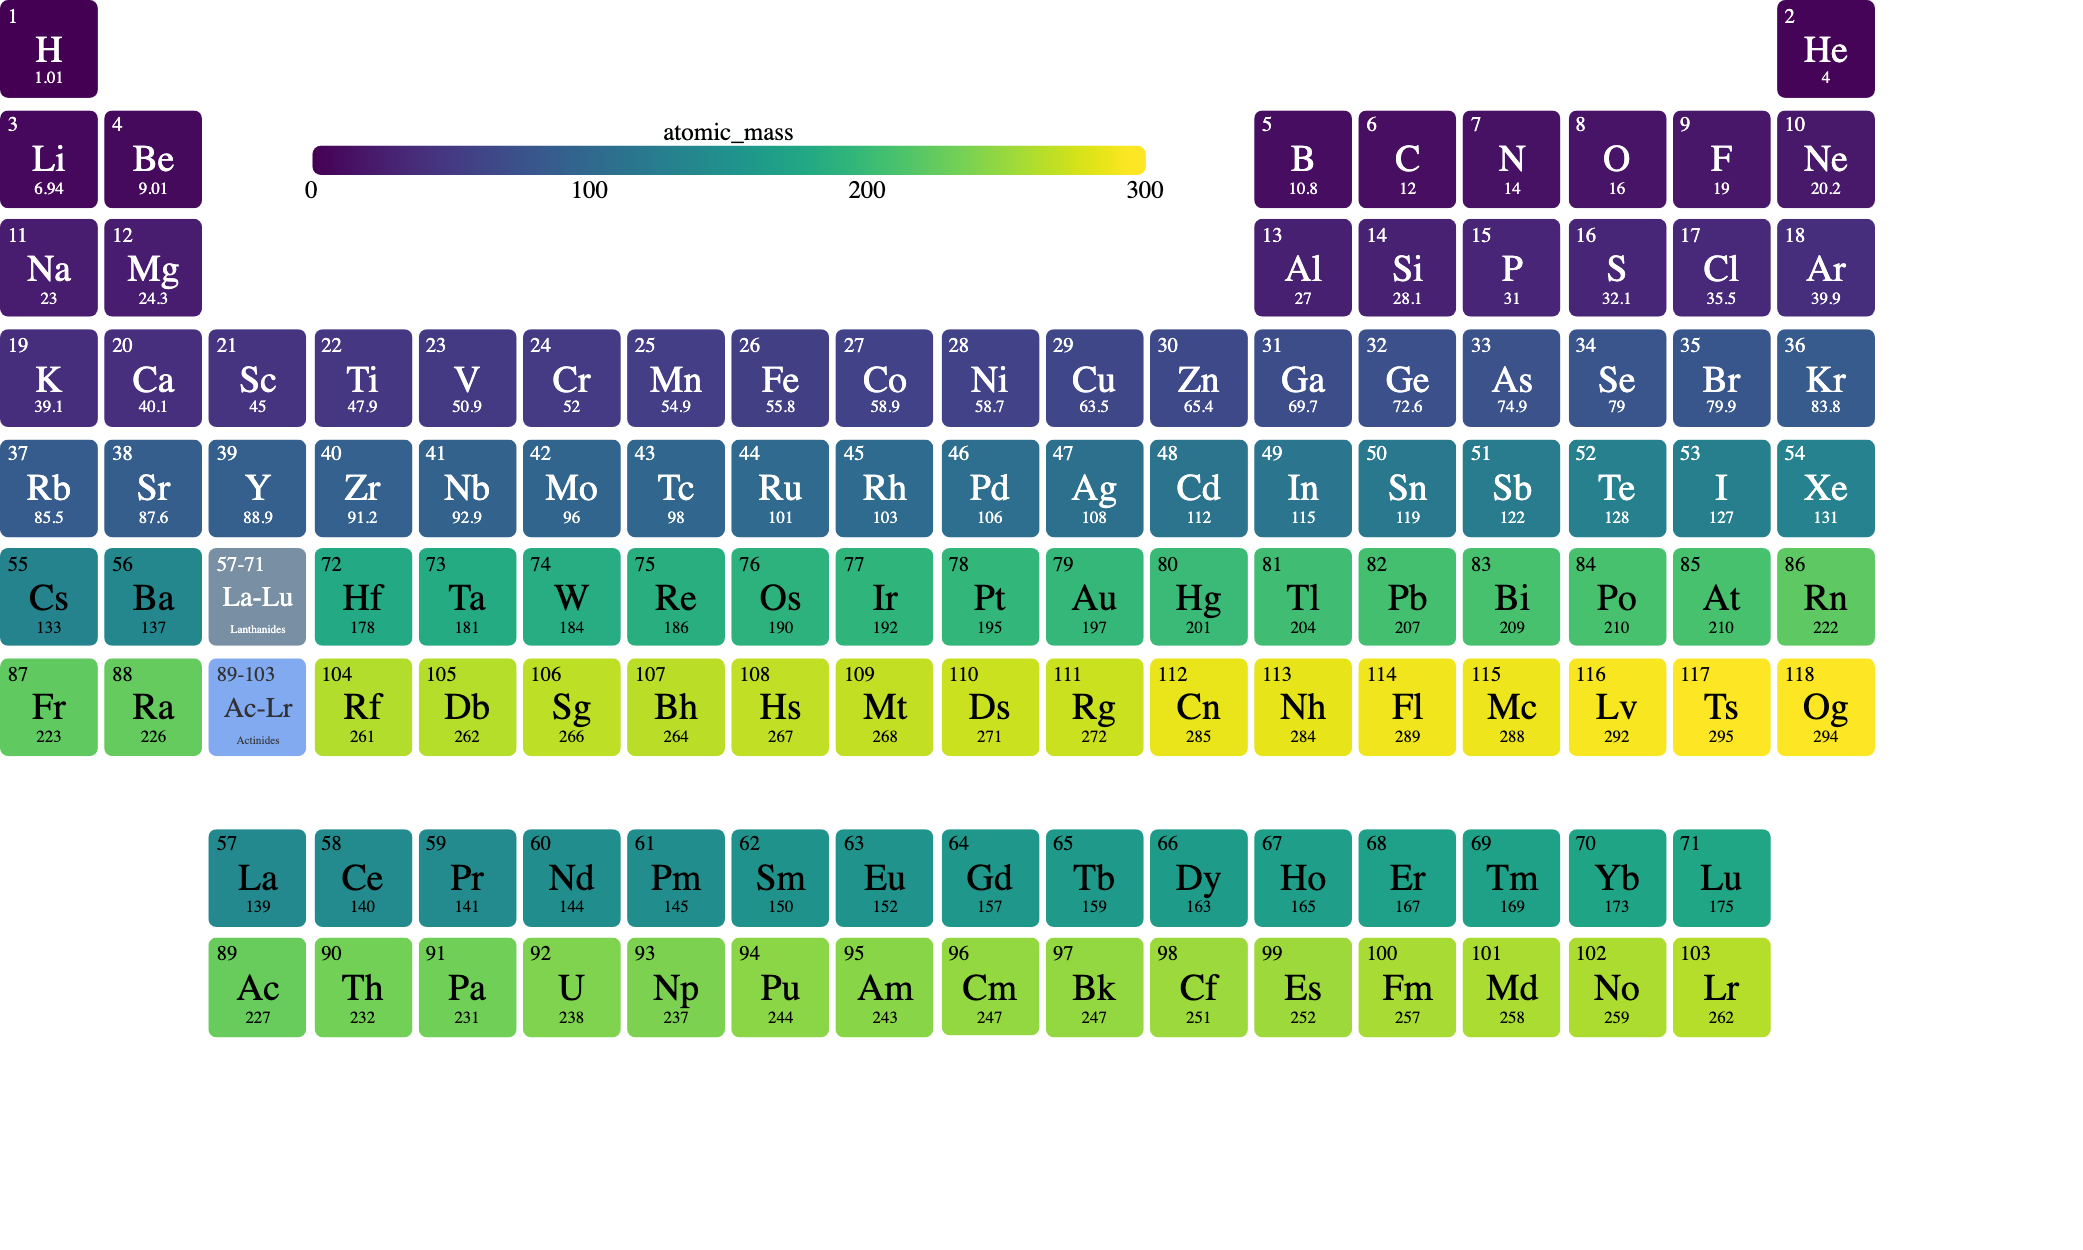 1 2
H He
1.01 4
atomic_mass
0 100 200 300
3 4 5 6 7 8 9 10
Li Be B C N O F Ne
6.94 9.01 10.8 12 14 16 19 20.2
11 12 13 14 15 16 17 18
Na Mg Al Si P S Cl Ar
23 24.3 27 28.1 31 32.1 35.5 39.9
19 20 21 22 23 24 25 26 27 28 29 30 31 32 33 34 35 36
K Ca Sc Ti V Cr Mn Fe Co Ni Cu Zn Ga Ge As Se Br Kr
39.1 40.1 45 47.9 50.9 52 54.9 55.8 58.9 58.7 63.5 65.4 69.7 72.6 74.9 79 79.9 83.8
37 38 39 40 41 42 43 44 45 46 47 48 49 50 51 52 53 54
Rb Sr Y Zr Nb Mo Tc Ru Rh Pd Ag Cd In Sn Sb Te I Xe
85.5 87.6 88.9 91.2 92.9 96 98 101 103 106 108 112 115 119 122 128 127 131
55 56 57-71 72 73 74 75 76 77 78 79 80 81 82 83 84 85 86
Cs Ba La-Lu Hf Ta W Re Os Ir Pt Au Hg Tl Pb Bi Po At Rn
133 137 Lanthanides 178 181 184 186 190 192 195 197 201 204 207 209 210 210 222
87 88 89-103 104 105 106 107 108 109 110 111 112 113 114 115 116 117 118
Fr Ra Ac-Lr Rf Db Sg Bh Hs Mt Ds Rg Cn Nh Fl Mc Lv Ts Og
223 226 Actinides 261 262 266 264 267 268 271 272 285 284 289 288 292 295 294
57 58 59 60 61 62 63 64 65 66 67 68 69 70 71
La Ce Pr Nd Pm Sm Eu Gd Tb Dy Ho Er Tm Yb Lu
139 140 141 144 145 150 152 157 159 163 165 167 169 173 175
89 90 91 92 93 94 95 96 97 98 99 100 101 102 103
Ac Th Pa U Np Pu Am Cm Bk Cf Es Fm Md No Lr
227 232 231 238 237 244 243 247 247 251 252 257 258 259 262